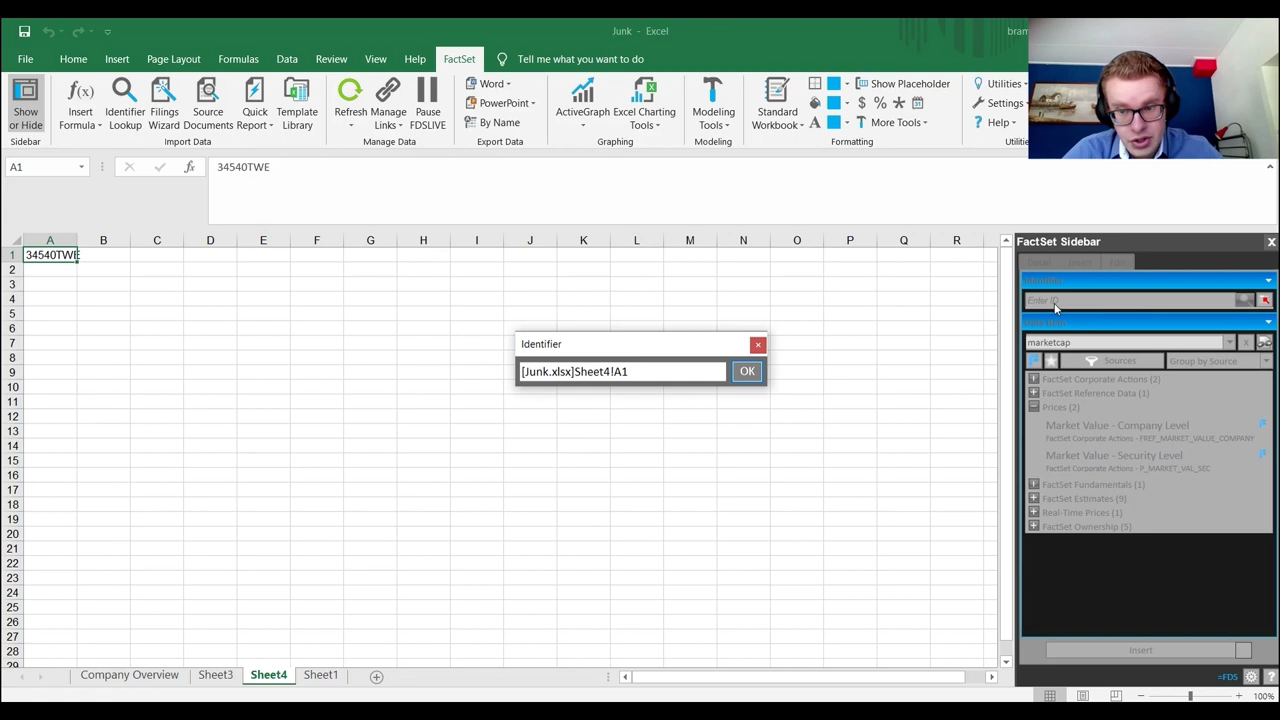 Junk - Excel
bram
File Home Insert Page Layout Formulas Data Review View Help FactSet Tell me what you want to do
Show or Hide
Sidebar
Insert Formula
Identifier Lookup
Filings Wizard
Source Documents
Quick Report
Template Library
Import Data
Refresh
Manage Links
Pause FDSLIVE
Manage Data
Word
PowerPoint
By Name
Export Data
ActiveGraph
Excel Charting Tools
Graphing
Modeling Tools
Modeling
Standard Workbook
Show Placeholder
$ %
More Tools
Formatting
Utilities
Settings
Help
Utilitie
A1 fx 34540TWE
A B C D E F G H I J K L M N O P Q R
1 34540TWE
2
3
4
5
6
7
8
9
10
11
12
13
14
15
16
17
18
19
20
21
22
23
24
25
26
27
28
29
Identifier
[Junk.xlsx]Sheet4!A1 OK
FactSet Sidebar
Insert
Edit
Identifier
Enter ID
marketcap
Sources Group by Source
FactSet Corporate Actions (2)
FactSet Reference Data (1)
Prices (2)
Market Value - Company Level
FactSet Corporate Actions - FREF_MARKET_VALUE_COMPANY
Market Value - Security Level
FactSet Corporate Actions - P_MARKET_VAL_SEC
FactSet Fundamentals (1)
FactSet Estimates (9)
Real-Time Prices (1)
FactSet Ownership (5)
Insert
=FDS ?
Company Overview Sheet3 Sheet4 Sheet1
100%